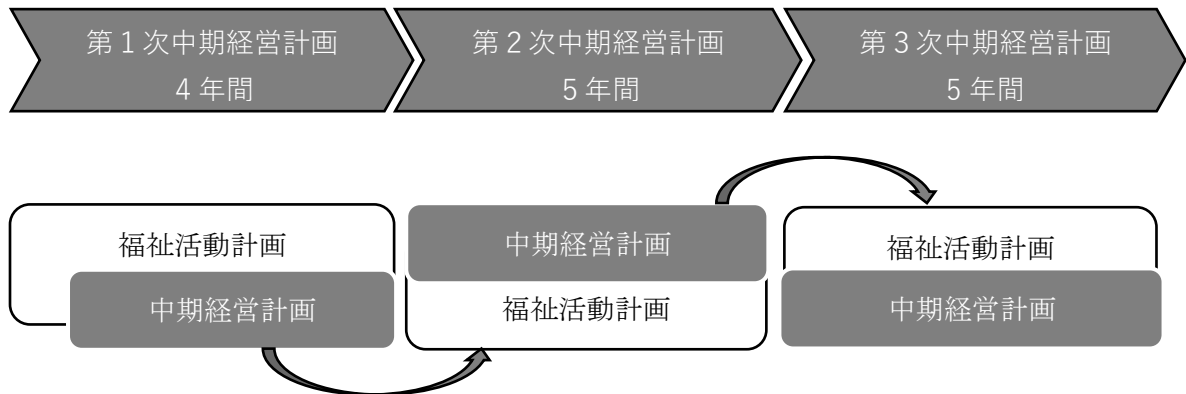 第１次中期経営計画
４年間
第２次中期経営計画
５年間
第３次中期経営計画
５年間
福祉活動計画
中期経営計画
中期経営計画
福祉活動計画
福祉活動計画
中期経営計画